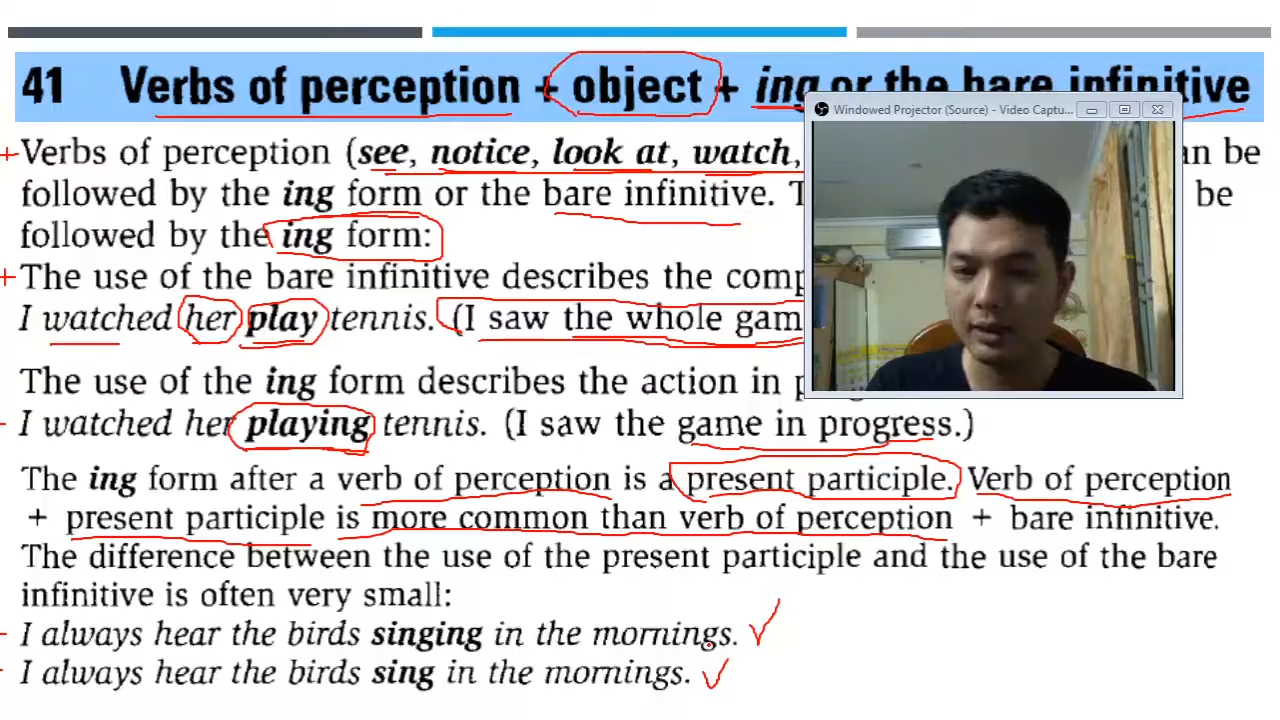 41 Verbs of perception + object + ing or the bare infinitive
Windowed Projector (Source) - Video Captu...
+Verbs of perception (see, notice, look at, watch, an be
followed by the ing form or the bare infinitive. T be
followed by the ing form:
+The use of the bare infinitive describes the comp
I watched her play tennis. (I saw the whole gam
The use of the ing form describes the action in p
- I watched her playing tennis. (I saw the game in progress.)
The ing form after a verb of perception is a present participle. Verb of perception
+ present participle is more common than verb of perception + bare infinitive.
The difference between the use of the present participle and the use of the bare
infinitive is often very small:
- I always hear the birds singing in the mornings.
- I always hear the birds sing in the mornings.